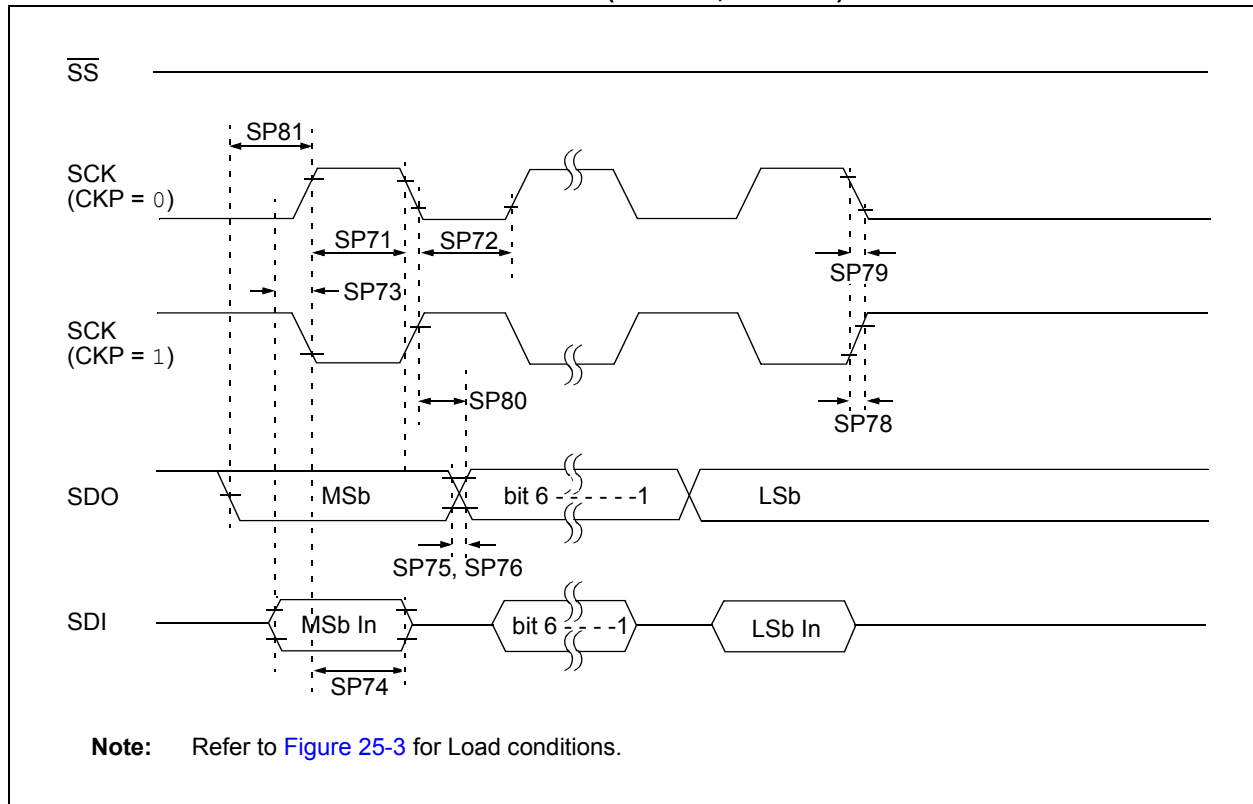 SS
SP81
SCK
(CKP = 0)
SP71
SP72
SP79
SP73
SCK
(CKP = 1)
SP80
SP78
SDO
MSb
bit 6 - - - - - -1
LSb
SP75, SP76
SDI
MSb In
bit 6 - - - -1
LSb In
SP74
Note: Refer to Figure 25-3 for Load conditions.